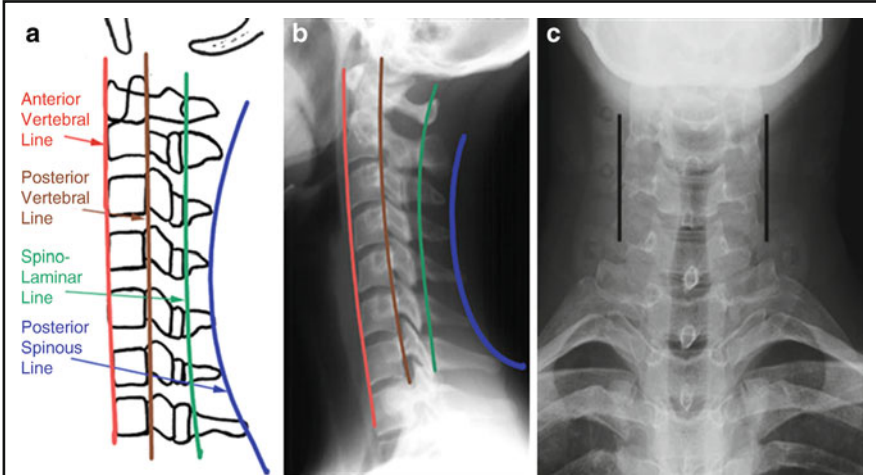 a
b
c
Anterior
Vertebral
Line
Posterior
Vertebral
Line
Spino-
Laminar
Line
Posterior
Spinous
Line